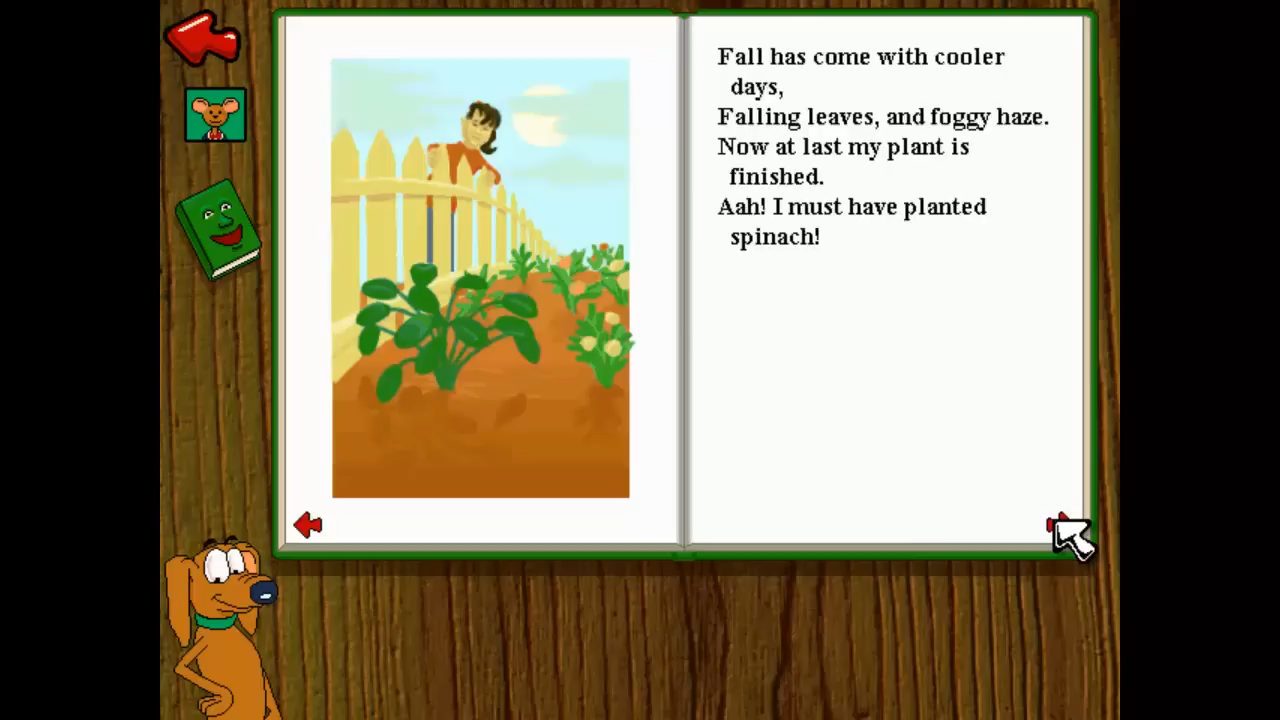 Fall has come with cooler
days,
Falling leaves, and foggy haze.
Now at last my plant is
finished.
Aah! I must have planted
spinach!